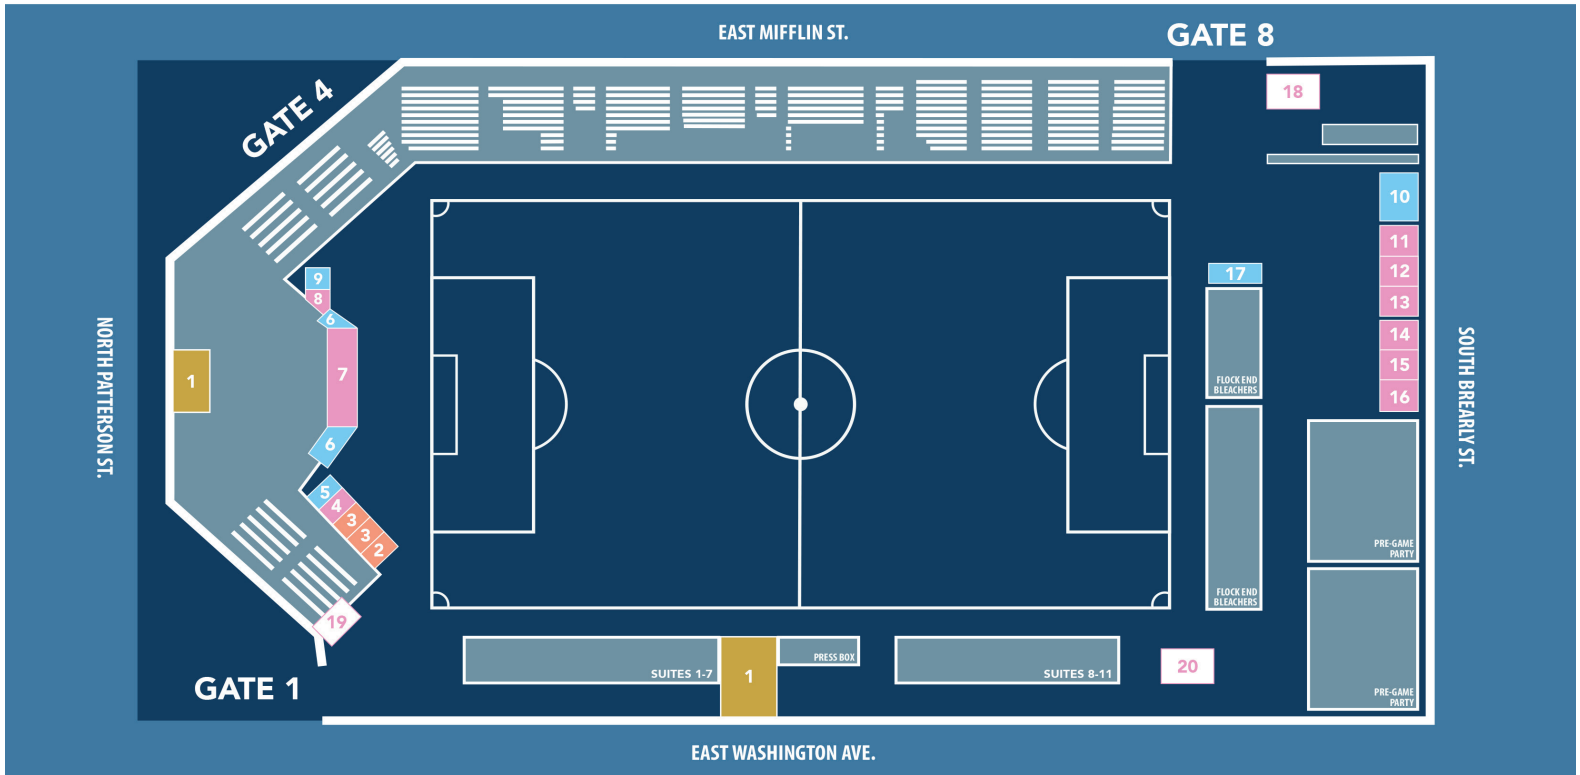 EAST MIFFLIN ST.
GATE 8
GATE 4
18
10
11
12
13
14
15
16
17
9
8
6
7
1
6
5
4
3
3
2
19
NORTH PATTERSON ST.
SOUTH BREARLY ST.
FLOCK END
BLEACHERS
FLOCK END
BLEACHERS
PRE-GAME
PARTY
PRE-GAME
PARTY
SUITES 1-7
1
PRESS BOX
SUITES 8-11
20
GATE 1
EAST WASHINGTON AVE.